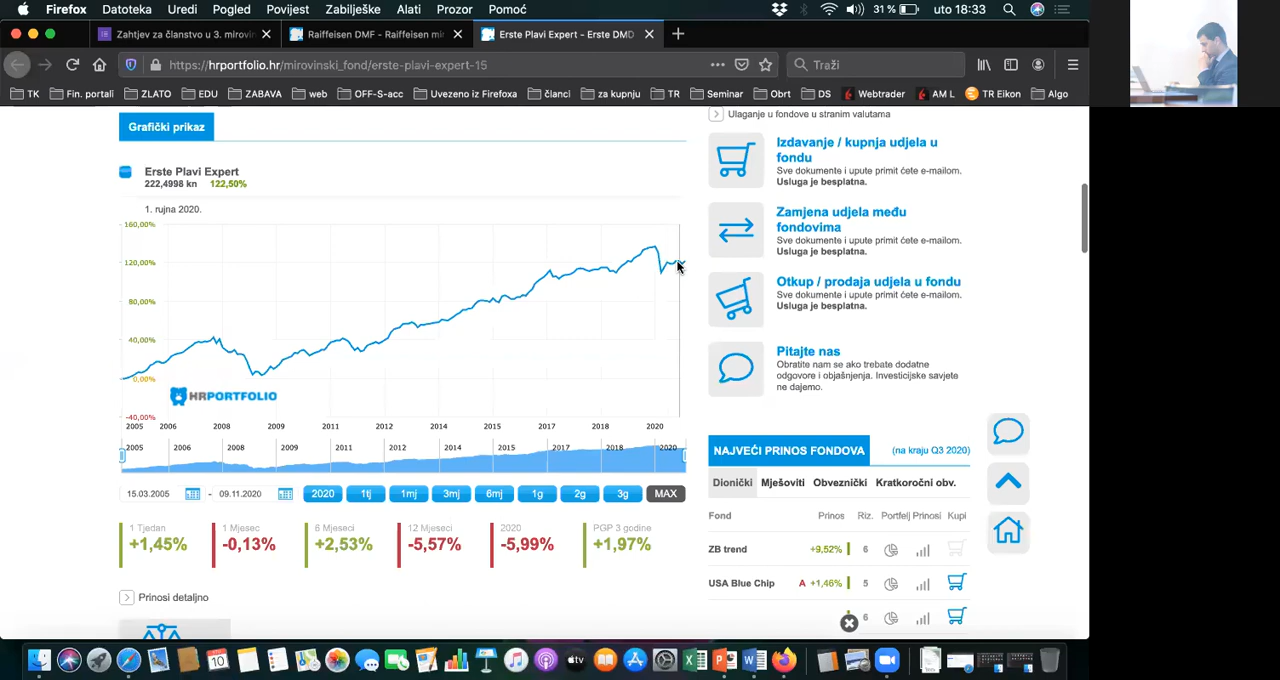 Firefox Datoteka Uredi Pogled Povijest Zabilješke Alati Prozor Pomoć 31 % uto 18:33
Zahtjev za članstvo u 3. mirovin
Raiffeisen DMF - Raiffeisen mir
Erste Plavi Expert - Erste DMD
https://hrportfolio.hr/mirovinski_fond/erste-plavi-expert-15
Traži
TK Fin. portali ZLATO EDU ZABAVA web OFF-S-acc Uvezeno iz Firefoxa članci za kupnju TR Seminar Obrt DS Webtrader AM L TR Eikon Algo
Grafički prikaz
Erste Plavi Expert
222,4998 kn 122,50%
1. rujna 2020.
160,00%
120,00%
80,00%
40,00%
0,00%
-40,00%
HRPORTFOLIO
2005 2006 2008 2009 2011 2012 2014 2015 2017 2018 2020
2005 2006 2008 2009 2011 2012 2014 2015 2017 2018 2020
15.03.2005 - 09.11.2020 2020 1tj 1mj 3mj 6mj 1g 2g 3g MAX
1 Tjedan 1 Mjesec 6 Mjeseci 12 Mjeseci 2020 PGP 3 godine
+1,45% -0,13% +2,53% -5,57% -5,99% +1,97%
Prinosi detaljno
Ulaganje u fondove u stranim valutama
Izdavanje / kupnja udjela u
fondu
Sve dokumente i upute primit ćete e-mailom.
Usluga je besplatna.
Zamjena udjela među
fondovima
Sve dokumente i upute primit ćete e-mailom.
Usluga je besplatna.
Otkup / prodaja udjela u fondu
Sve dokumente i upute primit ćete e-mailom.
Usluga je besplatna.
Pitajte nas
Obratite nam se ako trebate dodatne
odgovore i objašnjenja. Investicijske savjete
ne dajemo.
NAJVEĆI PRINOS FONDOVA (na kraju Q3 2020)
Dionički Mješoviti Obveznički Kratkoročni obv.
Fond Prinos Riz. Portfelj Prinosi Kupi
ZB trend +9,52% 6
USA Blue Chip A +1,46% 5
6